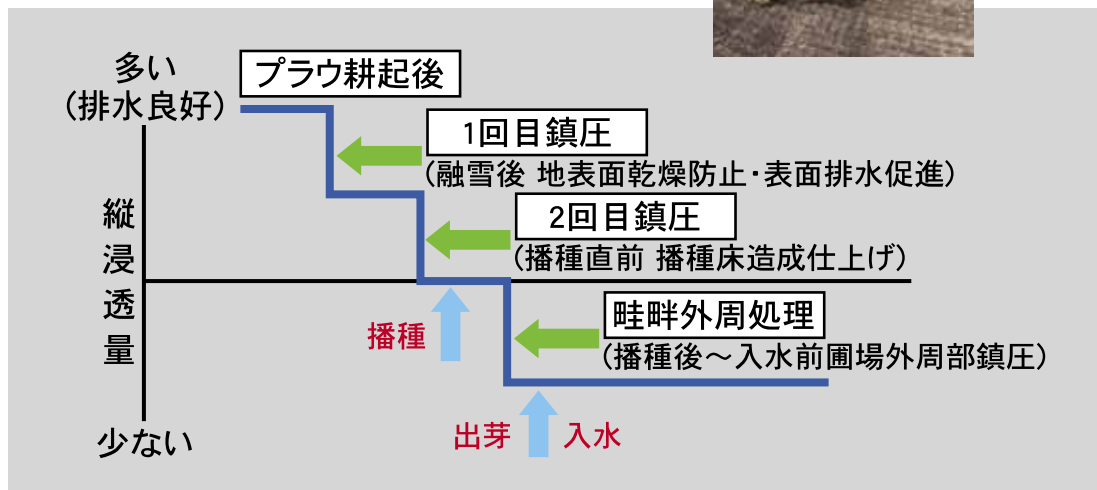 多い
(排水良好)
プラウ耕起後
1回目鎮圧
(融雪後 地表面乾燥防止・表面排水促進)
2回目鎮圧
(播種直前 播種床造成仕上げ)
縦浸透量
播種
畦畔外周処理
(播種後～入水前圃場外周部鎮圧)
少ない
出芽
入水